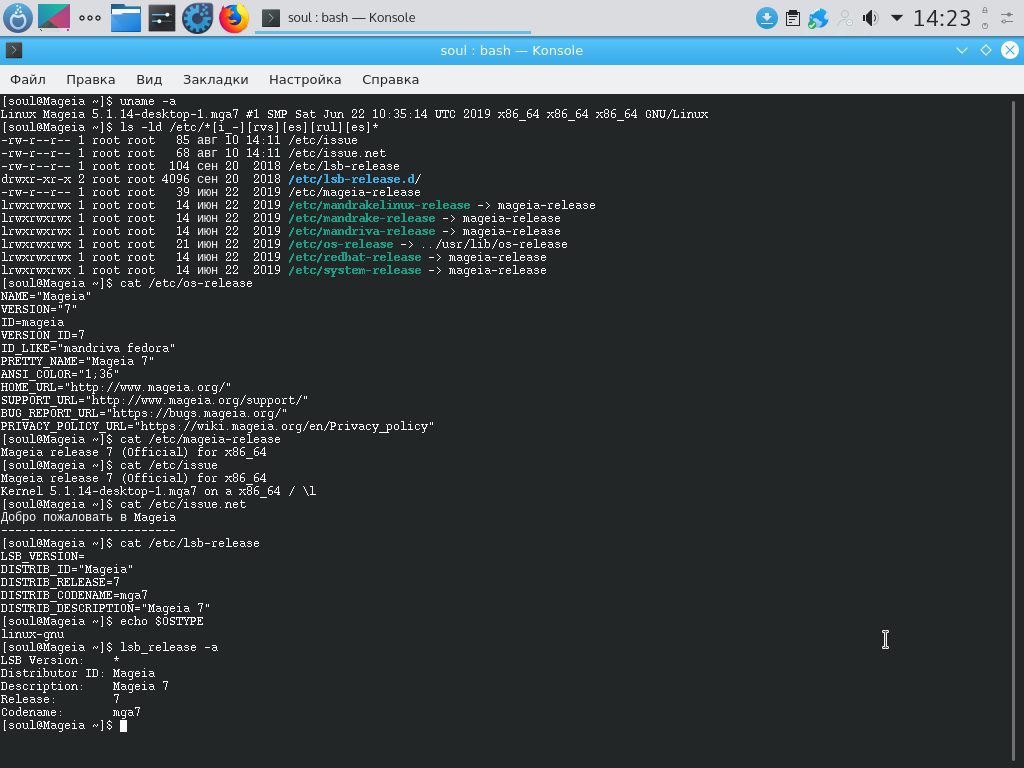 soul : bash — Konsole
14:23
soul : bash — Konsole
Файл Правка Вид Закладки Настройка Справка
[soul@Mageia ~]$ uname -a
Linux Mageia 5.1.14-desktop-1.mga7 #1 SMP Sat Jun 22 10:35:14 UTC 2019 x86_64 x86_64 x86_64 GNU/Linux
[soul@Mageia ~]$ ls -ld /etc/*[i_-][rvs][es][rul][es]*
-rw-r--r-- 1 root root   85 авг 10 14:11 /etc/issue
-rw-r--r-- 1 root root   68 авг 10 14:11 /etc/issue.net
-rw-r--r-- 1 root root  104 сен 20  2018 /etc/lsb-release
drwxr-xr-x 2 root root 4096 сен 20  2018 /etc/lsb-release.d/
-rw-r--r-- 1 root root   39 июн 22  2019 /etc/mageia-release
lrwxrwxrwx 1 root root   14 июн 22  2019 /etc/mandrakelinux-release -> mageia-release
lrwxrwxrwx 1 root root   14 июн 22  2019 /etc/mandrake-release -> mageia-release
lrwxrwxrwx 1 root root   14 июн 22  2019 /etc/mandriva-release -> mageia-release
lrwxrwxrwx 1 root root   21 июн 22  2019 /etc/os-release -> ../usr/lib/os-release
lrwxrwxrwx 1 root root   14 июн 22  2019 /etc/redhat-release -> mageia-release
lrwxrwxrwx 1 root root   14 июн 22  2019 /etc/system-release -> mageia-release
[soul@Mageia ~]$ cat /etc/os-release
NAME="Mageia"
VERSION="7"
ID=mageia
VERSION_ID=7
ID_LIKE="mandriva fedora"
PRETTY_NAME="Mageia 7"
ANSI_COLOR="1;36"
HOME_URL="http://www.mageia.org/"
SUPPORT_URL="http://www.mageia.org/support/"
BUG_REPORT_URL="https://bugs.mageia.org/"
PRIVACY_POLICY_URL="https://wiki.mageia.org/en/Privacy_policy"
[soul@Mageia ~]$ cat /etc/mageia-release
Mageia release 7 (Official) for x86_64
[soul@Mageia ~]$ cat /etc/issue
Mageia release 7 (Official) for x86_64
Kernel 5.1.14-desktop-1.mga7 on a x86_64 / \l
[soul@Mageia ~]$ cat /etc/issue.net
Добро пожаловать в Mageia
-------------------------
[soul@Mageia ~]$ cat /etc/lsb-release
LSB_VERSION=
DISTRIB_ID="Mageia"
DISTRIB_RELEASE=7
DISTRIB_CODENAME=mga7
DISTRIB_DESCRIPTION="Mageia 7"
[soul@Mageia ~]$ echo $OSTYPE
linux-gnu
[soul@Mageia ~]$ lsb_release -a
LSB Version:    *
Distributor ID: Mageia
Description:    Mageia 7
Release:        7
Codename:       mga7
[soul@Mageia ~]$